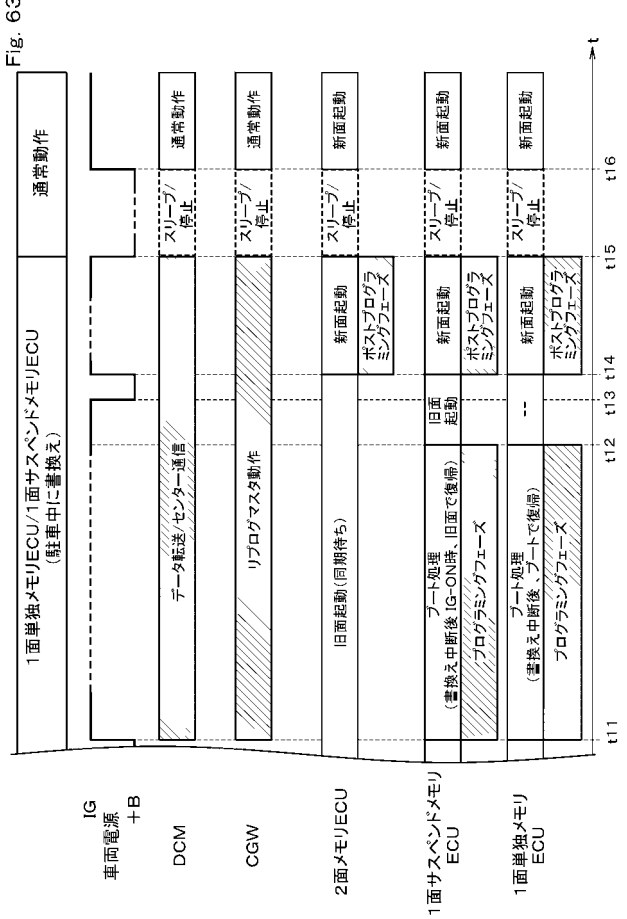 Fig. 63
1面単独メモリECU/1面サスペンドメモリECU
(駐車中に書換え)
通常動作
IG
車両電源
+B
DCM
データ転送/センター通信
スリープ/
停止
通常動作
CGW
リプログマスタ動作
スリープ/
停止
通常動作
2面メモリECU
旧面起動(同期待ち)
新面起動
ポストプログラ
ミングフェーズ
スリープ/
停止
新面起動
1面サスペンドメモリ
ECU
ブート処理
(書換え中断後 IG-ON時、旧面で復帰)
プログラミングフェーズ
旧面
起動
新面起動
ポストプログラ
ミングフェーズ
スリープ/
停止
新面起動
1面単独メモリ
ECU
ブート処理
(書換え中断後、ブートで復帰)
プログラミングフェーズ
--
新面起動
ポストプログラ
ミングフェーズ
スリープ/
停止
新面起動
t11
t12
t13
t14
t15
t16
t